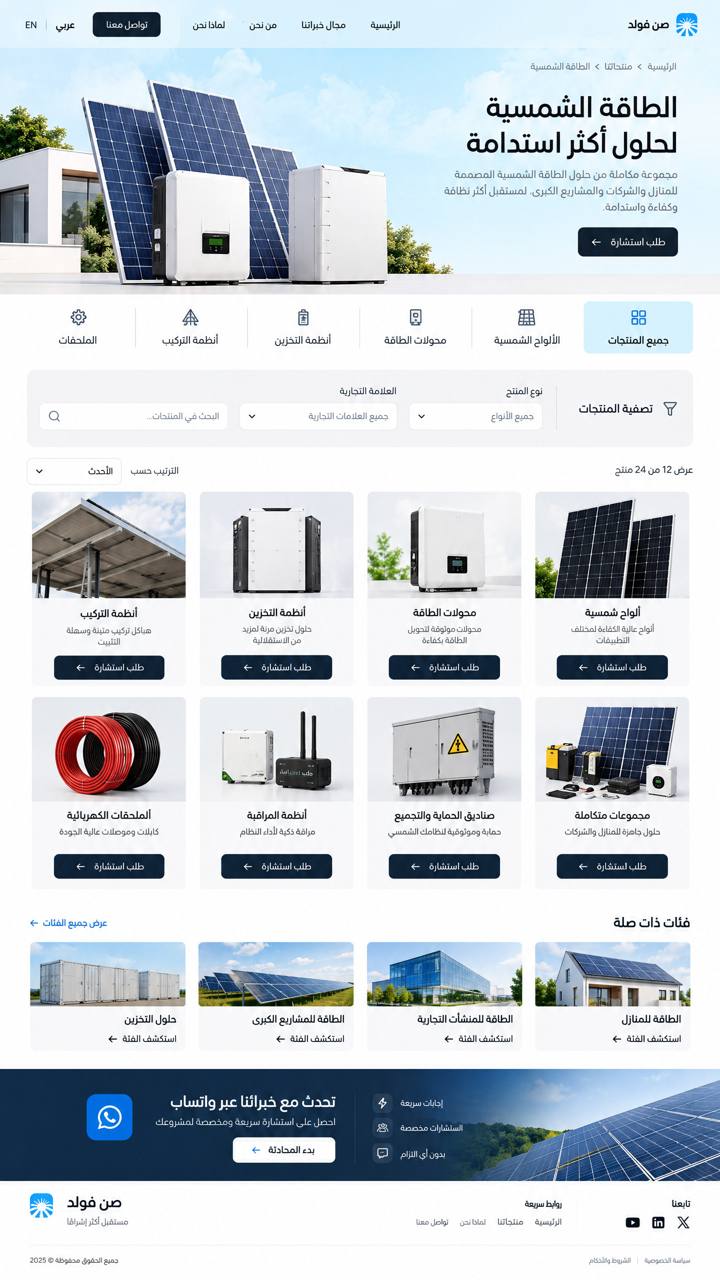 صن فولد
الرئيسية
مجال خبراتنا
من نحن
لماذا نحن
تواصل معنا
عربي
EN
الرئيسية > منتجاتنا > الطاقة الشمسية
الطاقة الشمسية
لحلول أكثر استدامة
مجموعة مكاملة من حلول الطاقة الشمسية المصممة
للمنازل والشركات والمشاريع الكبرى. لمستقبل أكثر نظافة
وكفاءة واستدامة.
طلب استشارة
جميع المنتجات
الألواح الشمسية
محولات الطاقة
أنظمة التخزين
أنظمة التركيب
الملحقات
تصفية المنتجات
نوع المنتج
جميع الأنواع
العلامة التجارية
جميع العلامات التجارية
البحث في المنتجات...
عرض 12 من 24 منتج
الترتيب حسب
الأحدث
ألواح شمسية
ألواح عالية الكفاءة لمختلف
التطبيقات
طلب استشارة
محولات الطاقة
محولات موثوقة لتحويل
الطاقة بكفاءة
طلب استشارة
أنظمة التخزين
حلول تخزين مرنة لمزيد
من الاستقلالية
طلب استشارة
أنظمة التركيب
هياكل تركيب متينة وسهلة
التثبيت
طلب استشارة
مجموعات متكاملة
حلول جاهزة للمنازل والشركات
طلب استشارة
صناديق الحماية والتجميع
حماية وموثوقية لنظامك الشمسي
طلب استشارة
أنظمة المراقبة
مراقة ذكية لأداء النظام
طلب استشارة
ألملحقات الكهربائية
كابلات وموصلات عالية الجودة
طلب استشارة
فئات ذات صلة
عرض جميع الفئات
الطاقة للمنازل
استكشف الفئة
الطاقة للمنشآت التجارية
استكشف الفئة
الطاقة للمشاريع الكبرى
استكشف الفئة
حلول التخزين
استكشف الفئة
إجابات سريعة
استشارات مخصصة
بدون أي التزام
تحدث مع خبرائنا عبر واتساب
احصل على استشارة سريعة ومخصصة لمشروعك
بدء المحادثة
تابعنا
روابط سريعة
الرئيسية
منتجاتنا
لماذا نحن
تواصل معنا
صن فولد
مستقبل أكثر إشراقًا
سياسة الخصوصية | الشروط والأحكام
جميع الحقوق محفوظة © 2025